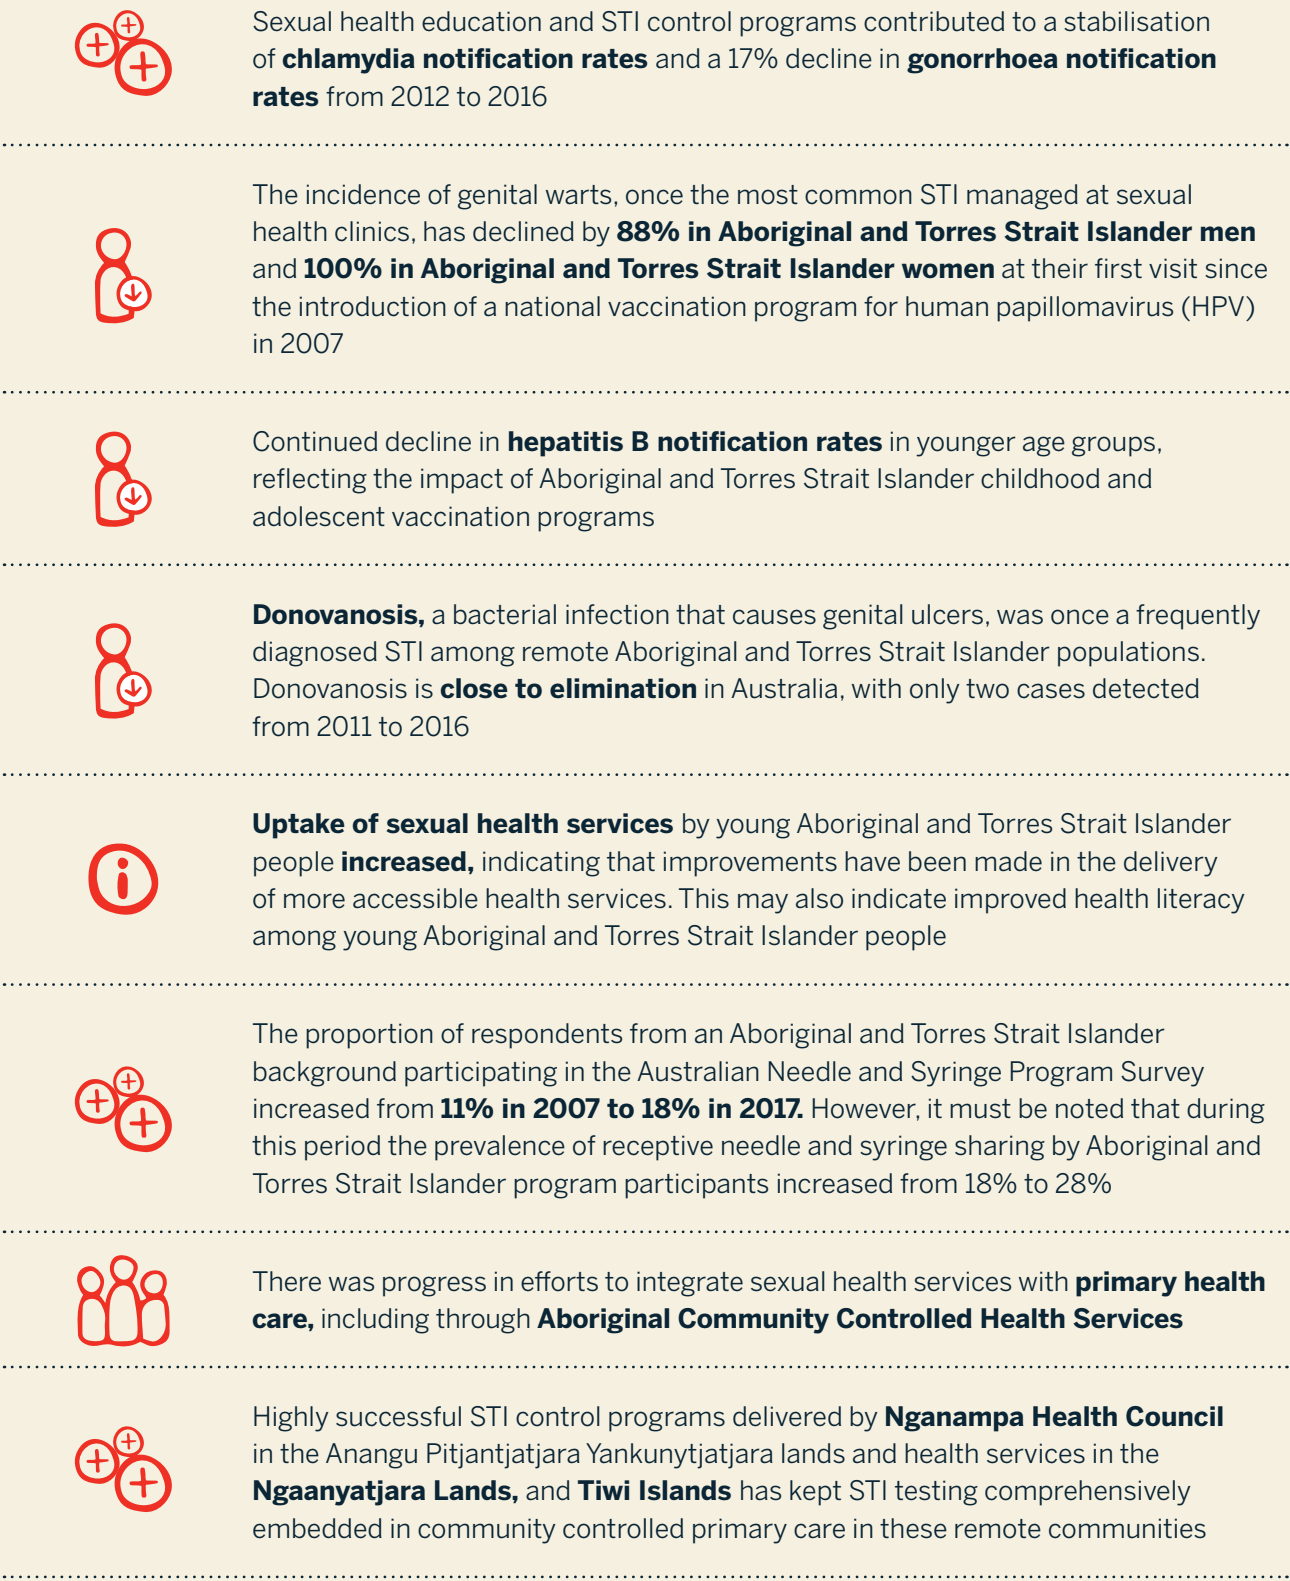 Sexual health education and STI control programs contributed to a stabilisation
of chlamydia notification rates and a 17% decline in gonorrhoea notification
rates from 2012 to 2016
The incidence of genital warts, once the most common STI managed at sexual
health clinics, has declined by 88% in Aboriginal and Torres Strait Islander men
and 100% in Aboriginal and Torres Strait Islander women at their first visit since
the introduction of a national vaccination program for human papillomavirus (HPV)
in 2007
Continued decline in hepatitis B notification rates in younger age groups,
reflecting the impact of Aboriginal and Torres Strait Islander childhood and
adolescent vaccination programs
Donovanosis, a bacterial infection that causes genital ulcers, was once a frequently
diagnosed STI among remote Aboriginal and Torres Strait Islander populations.
Donovanosis is close to elimination in Australia, with only two cases detected
from 2011 to 2016
Uptake of sexual health services by young Aboriginal and Torres Strait Islander
people increased, indicating that improvements have been made in the delivery
of more accessible health services. This may also indicate improved health literacy
among young Aboriginal and Torres Strait Islander people
The proportion of respondents from an Aboriginal and Torres Strait Islander
background participating in the Australian Needle and Syringe Program Survey
increased from 11% in 2007 to 18% in 2017. However, it must be noted that during
this period the prevalence of receptive needle and syringe sharing by Aboriginal and
Torres Strait Islander program participants increased from 18% to 28%
There was progress in efforts to integrate sexual health services with primary health
care, including through Aboriginal Community Controlled Health Services
Highly successful STI control programs delivered by Nganampa Health Council
in the Anangu Pitjantjatjara Yankunytjatjara lands and health services in the
Ngaanyatjara Lands, and Tiwi Islands has kept STI testing comprehensively
embedded in community controlled primary care in these remote communities